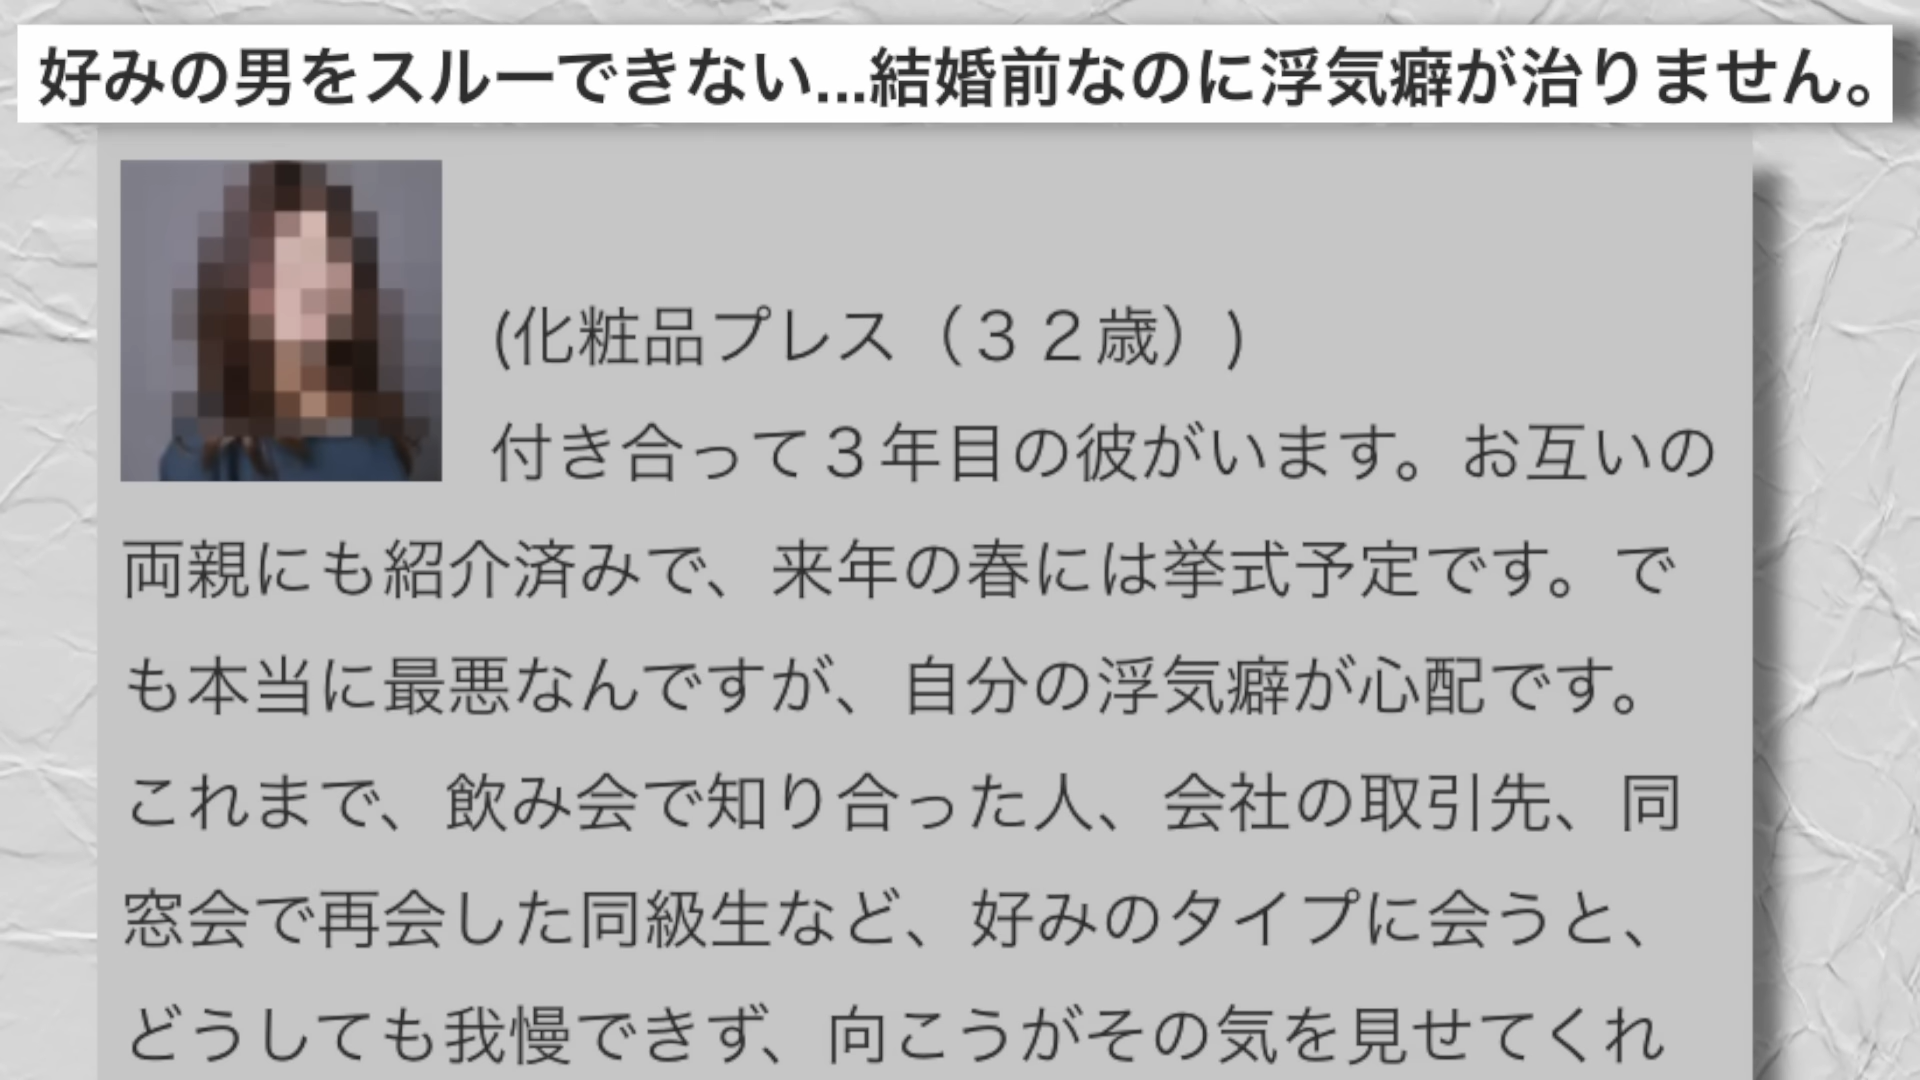 好みの男をスルーできない...結婚前なのに浮気癖が治りません。
(化粧品プレス（３２歳）)
付き合って３年目の彼がいます。お互いの
両親にも紹介済みで、来年の春には挙式予定です。で
も本当に最悪なんですが、自分の浮気癖が心配です。
これまで、飲み会で知り合った人、会社の取引先、同
窓会で再会した同級生など、好みのタイプに会うと、
どうしても我慢できず、向こうがその気を見せてくれ